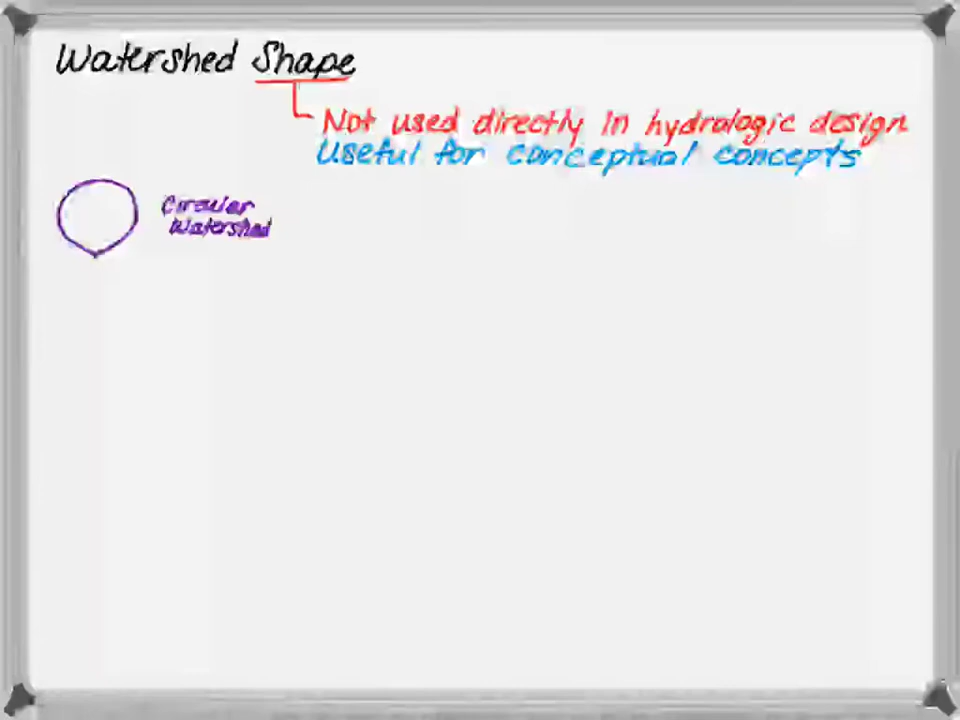 Watershed Shape
Not used directly in hydrologic design
Useful for conceptual concepts
Circular
Watershed